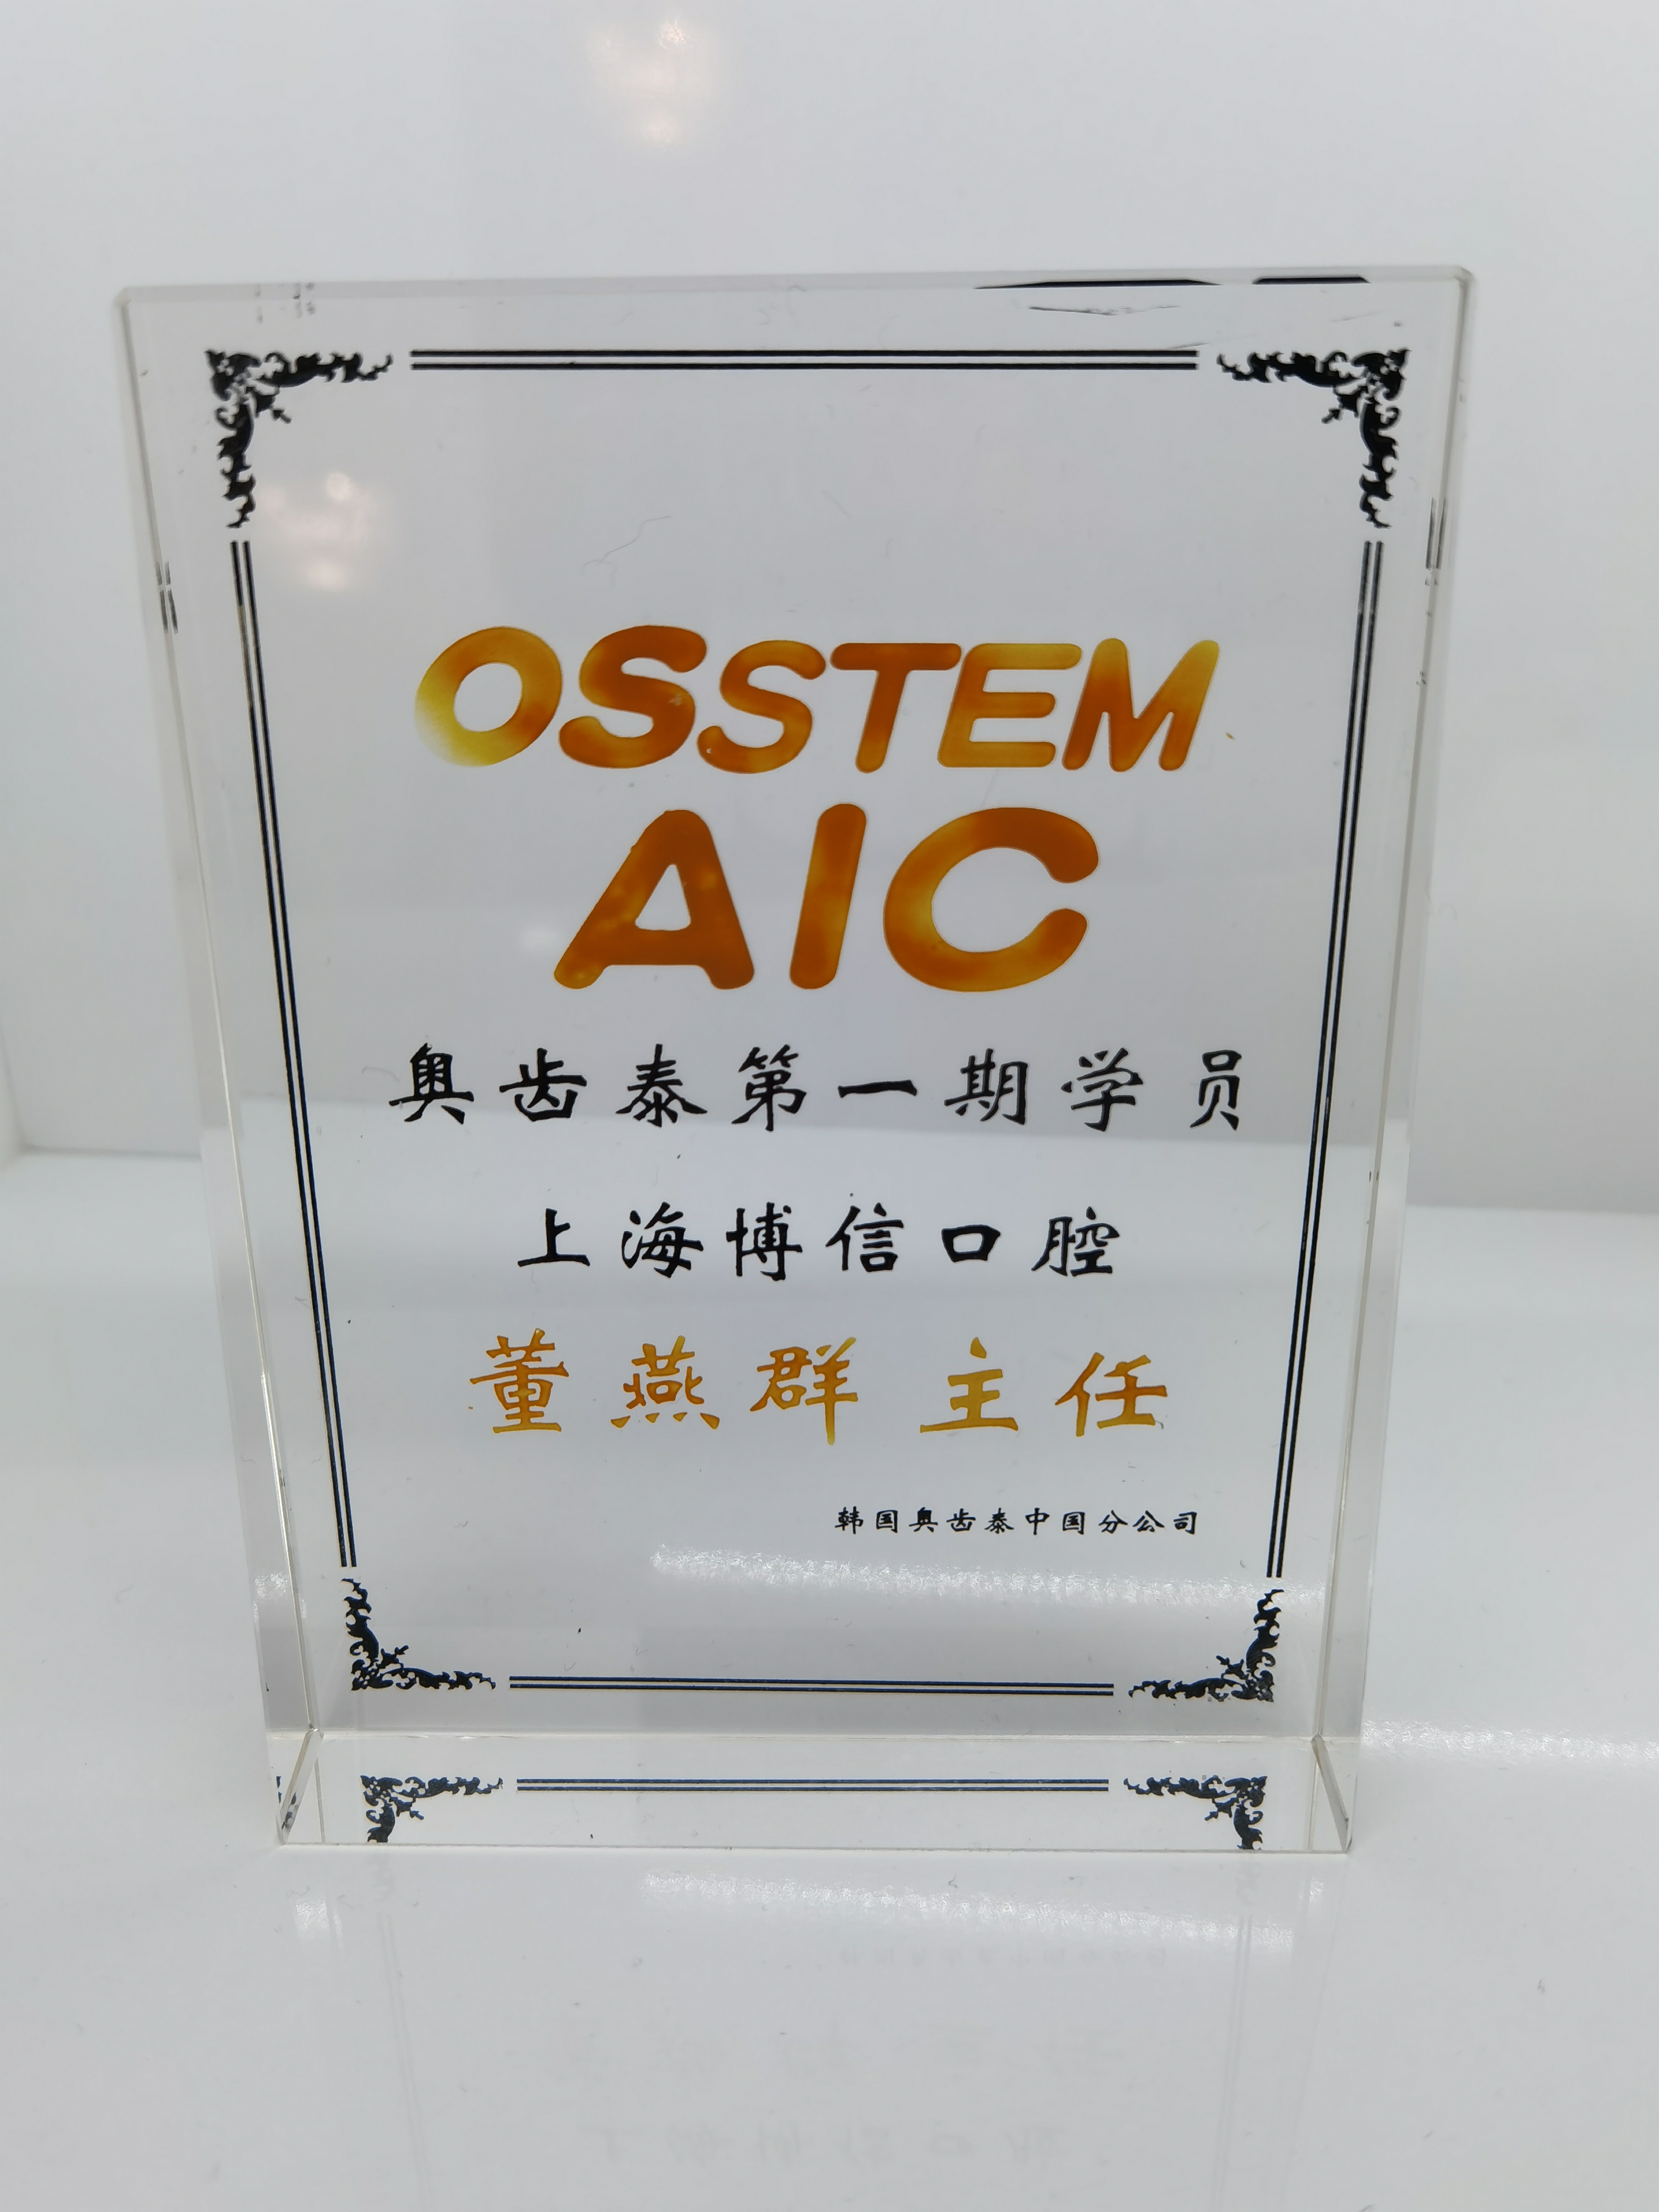 OSSTEM
AIC
奥齿泰第一期学员
上海博信口腔
董燕群 主任
韩国奥齿泰中国分公司